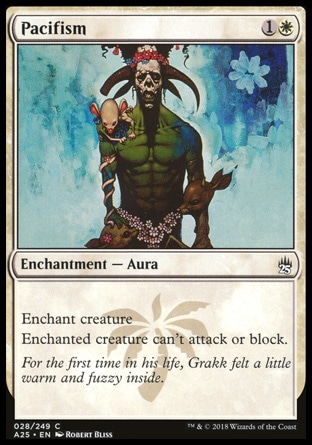 Pacifism 1
Enchantment — Aura
25
Enchant creature
Enchanted creature can't attack or block.
For the first time in his life, Grakk felt a little
warm and fuzzy inside.
028/249 C
A25 • EN Robert Bliss ™ & © 2018 Wizards of the Coast